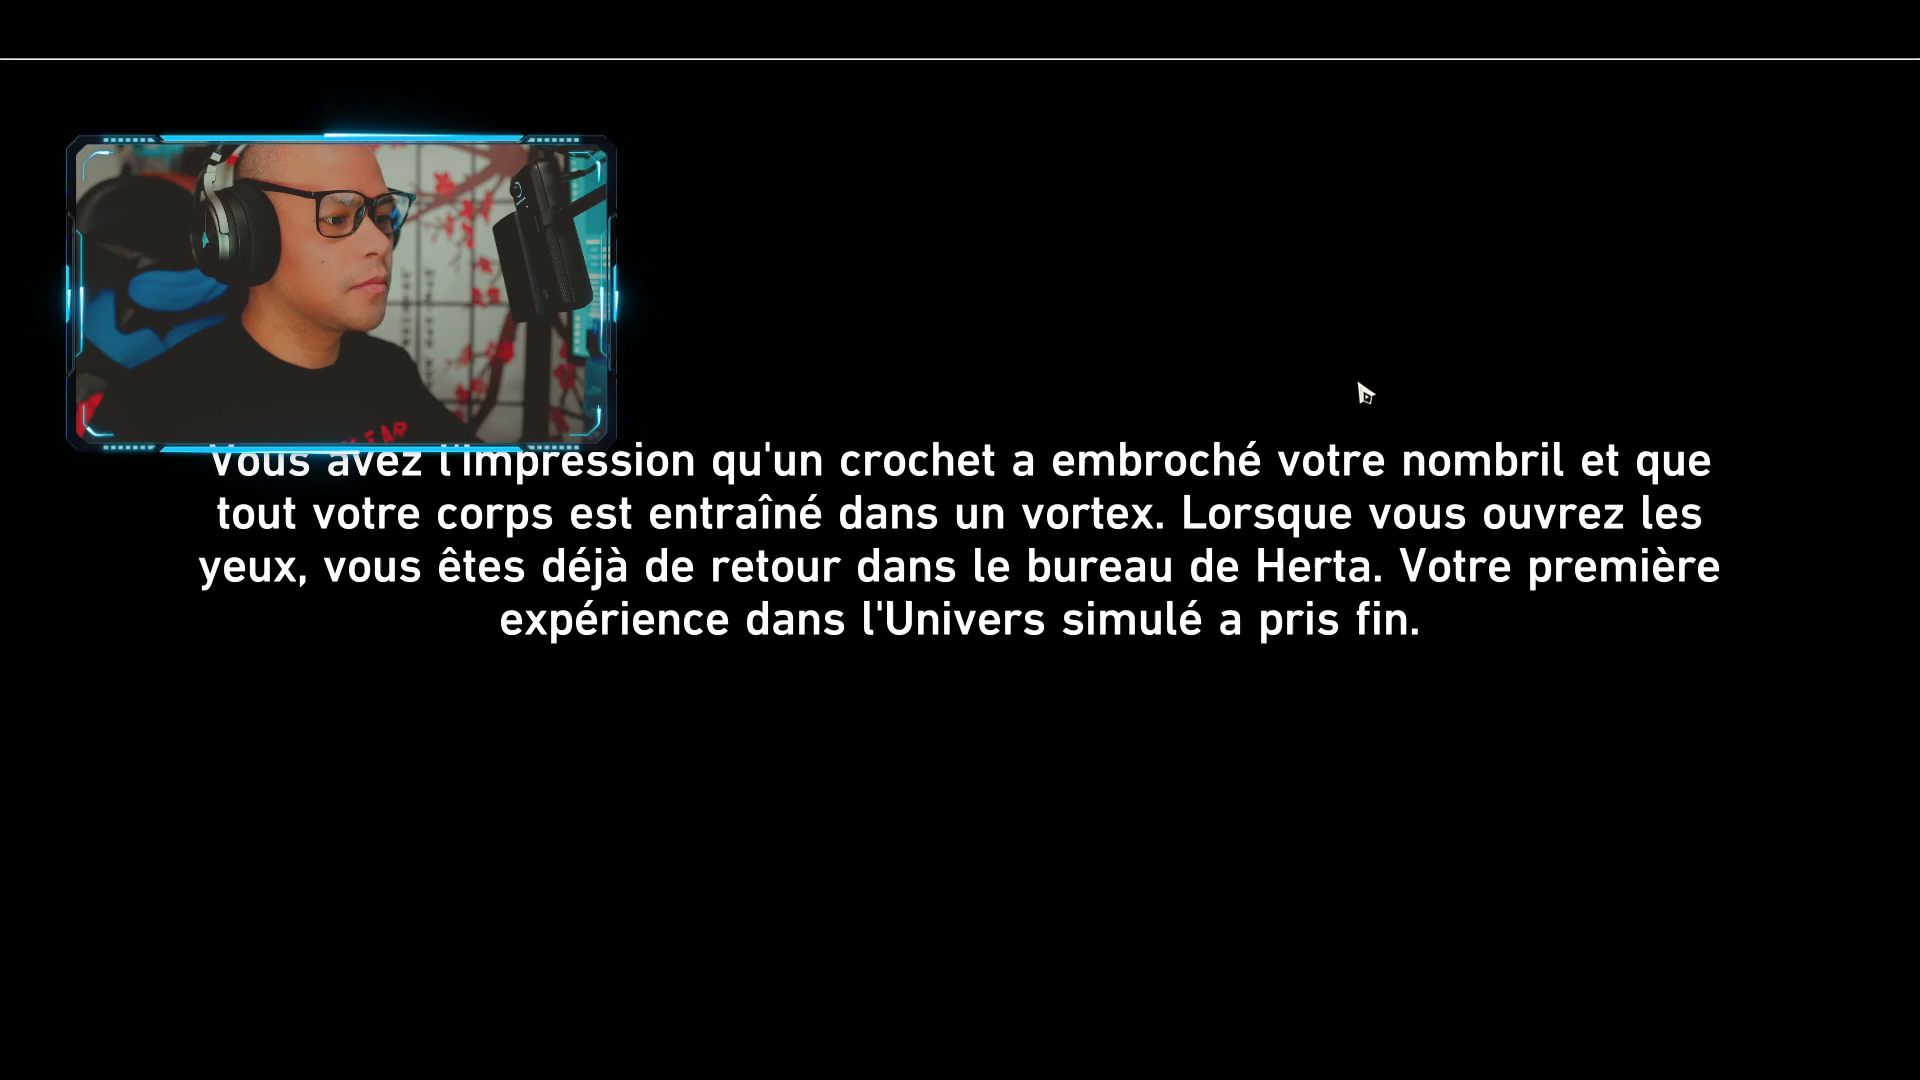 Vous avez l'impression qu'un crochet a embroché votre nombril et que
tout votre corps est entraîné dans un vortex. Lorsque vous ouvrez les
yeux, vous êtes déjà de retour dans le bureau de Herta. Votre première
expérience dans l'Univers simulé a pris fin.